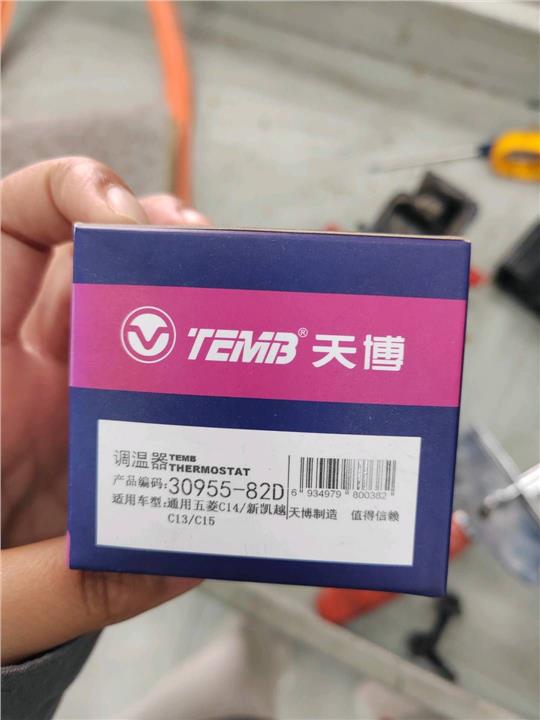 TEMB® 天博
调温器 TEMB THERMOSTAT
产品编码:30955-82D
6 934979 800382
适用车型:通用五菱C14/新凯越 天博制造 值得信赖
C13/C15